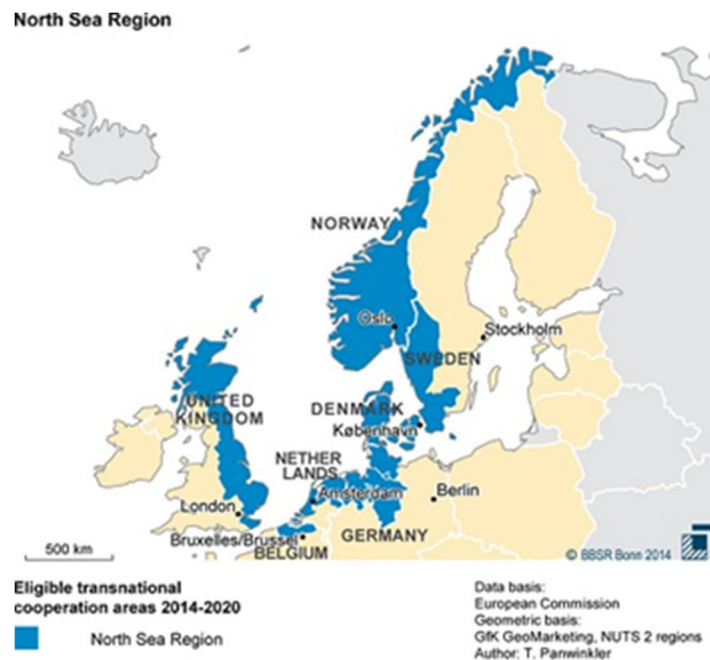 North Sea Region
NORWAY
Oslo
Stockholm
SWEDEN
UNITED
KINGDOM
DENMARK
København
NETHER
LANDS
Amsterdam
Berlin
London
Bruxelles/Brussel
GERMANY
BELGIUM
500 km
© BBSR Bonn 2014
Eligible transnational
cooperation areas 2014-2020
North Sea Region
Data basis:
European Commission
Geometric basis:
GfK GeoMarketing, NUTS 2 regions
Author: T. Panwinkler